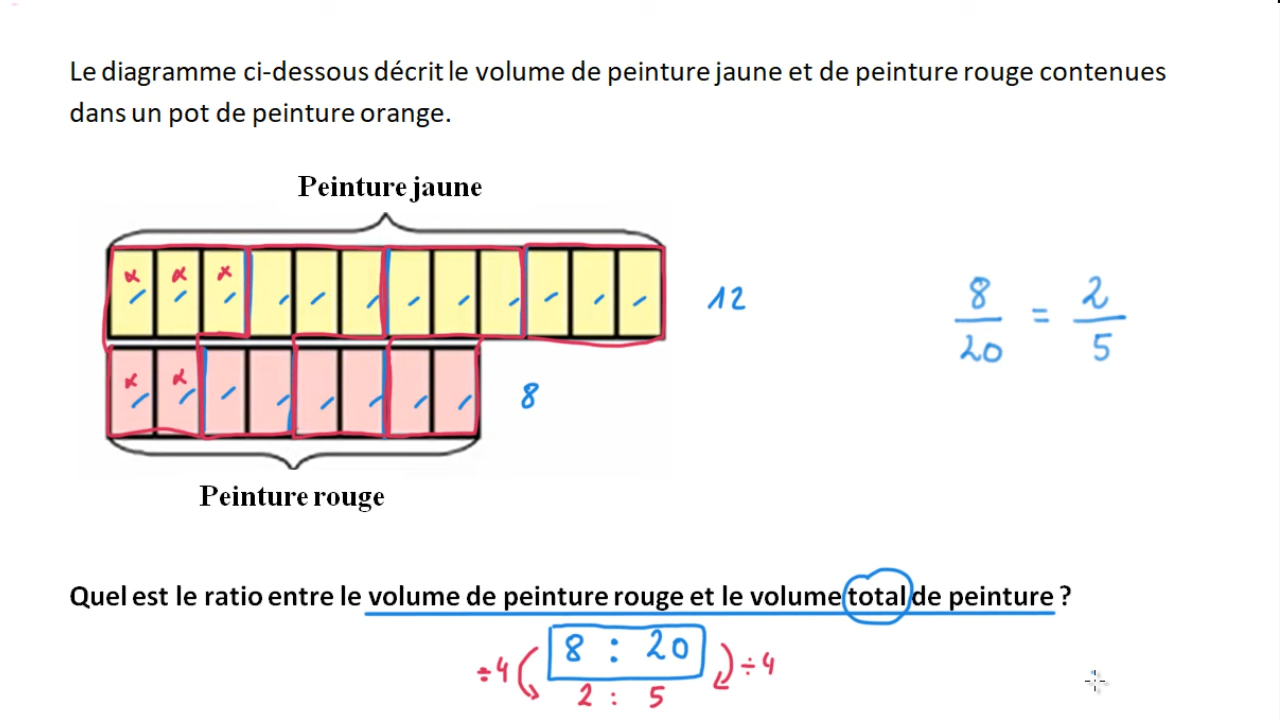 Le diagramme ci-dessous décrit le volume de peinture jaune et de peinture rouge contenues
dans un pot de peinture orange.
Peinture jaune
x x x
12
8/20 = 2/5
x x
8
Peinture rouge
Quel est le ratio entre le volume de peinture rouge et le volume total de peinture ?
÷4 8 : 20 ÷4
2 : 5